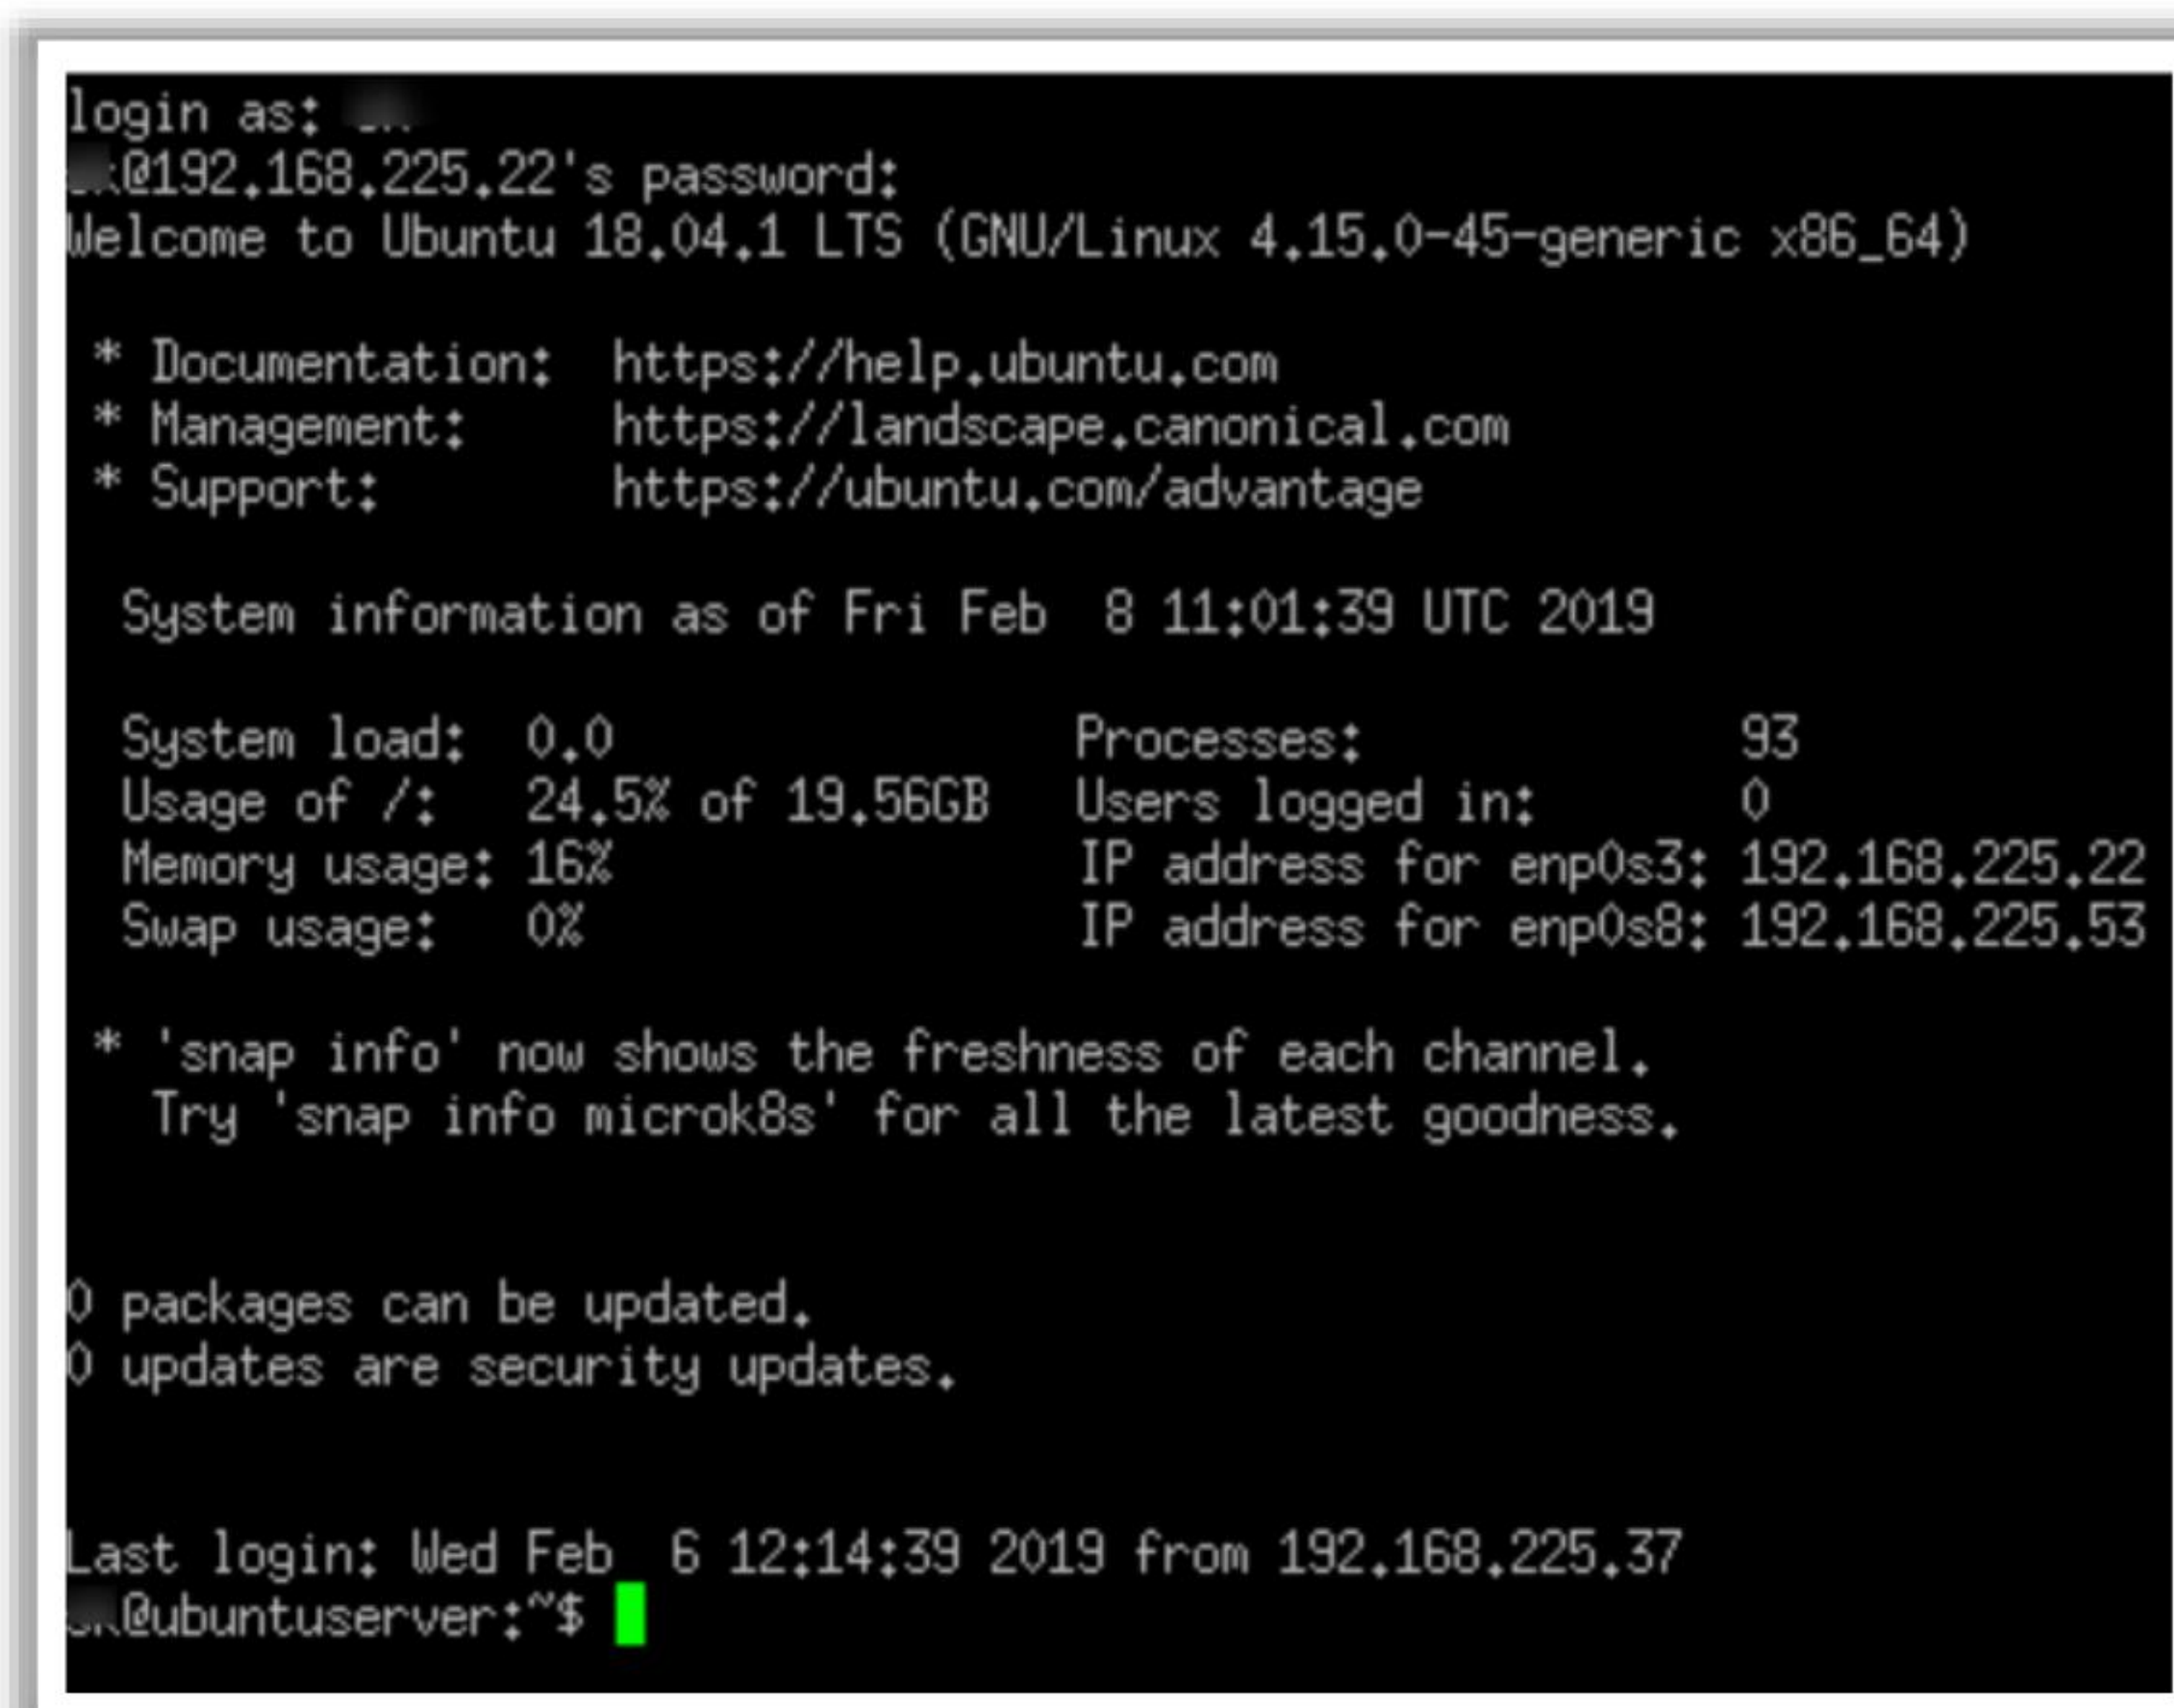 login as:
@192.168.225.22's password:
Welcome to Ubuntu 18.04.1 LTS (GNU/Linux 4.15.0-45-generic x86_64)
* Documentation: https://help.ubuntu.com
* Management: https://landscape.canonical.com
* Support: https://ubuntu.com/advantage
System information as of Fri Feb 8 11:01:39 UTC 2019
System load: 0.0 Processes: 93
Usage of /: 24.5% of 19.56GB Users logged in: 0
Memory usage: 16% IP address for enp0s3: 192.168.225.22
Swap usage: 0% IP address for enp0s8: 192.168.225.53
* 'snap info' now shows the freshness of each channel.
Try 'snap info microk8s' for all the latest goodness.
0 packages can be updated.
0 updates are security updates.
Last login: Wed Feb 6 12:14:39 2019 from 192.168.225.37
@ubuntuserver:~$